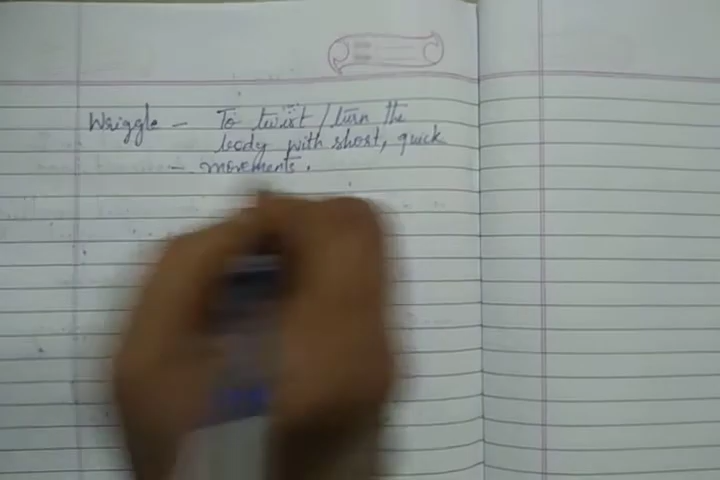 Wriggle - To twist / turn the
body with short, quick
- movements.